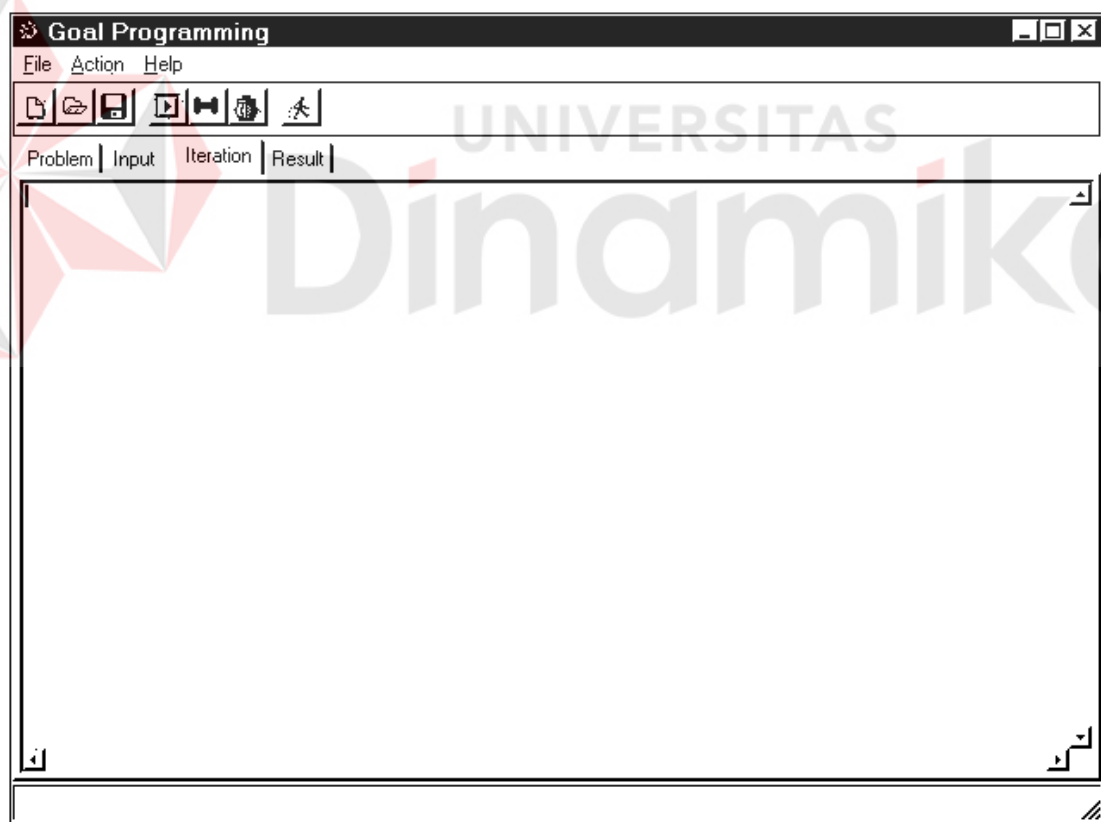 Goal Programming
File Action Help
UNIVERSITAS
Dinamika
Problem Input Iteration Result